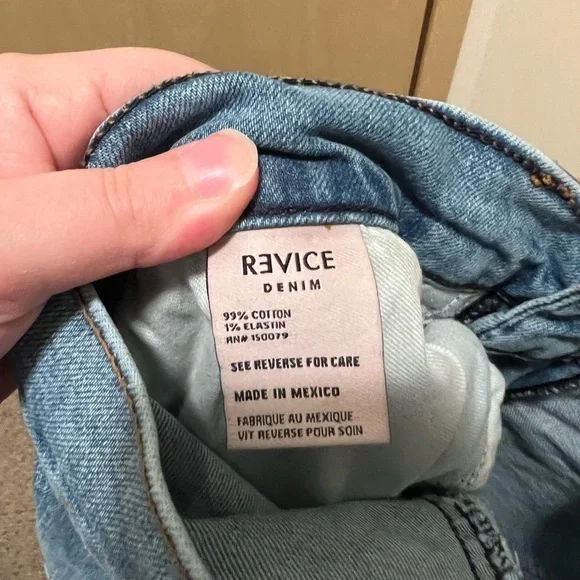 RƎVICE
DENIM
99% COTTON
1% ELASTIN
RN# 150079
SEE REVERSE FOR CARE
MADE IN MEXICO
FABRIQUE AU MEXIQUE
VIT REVERSE POUR SOIN